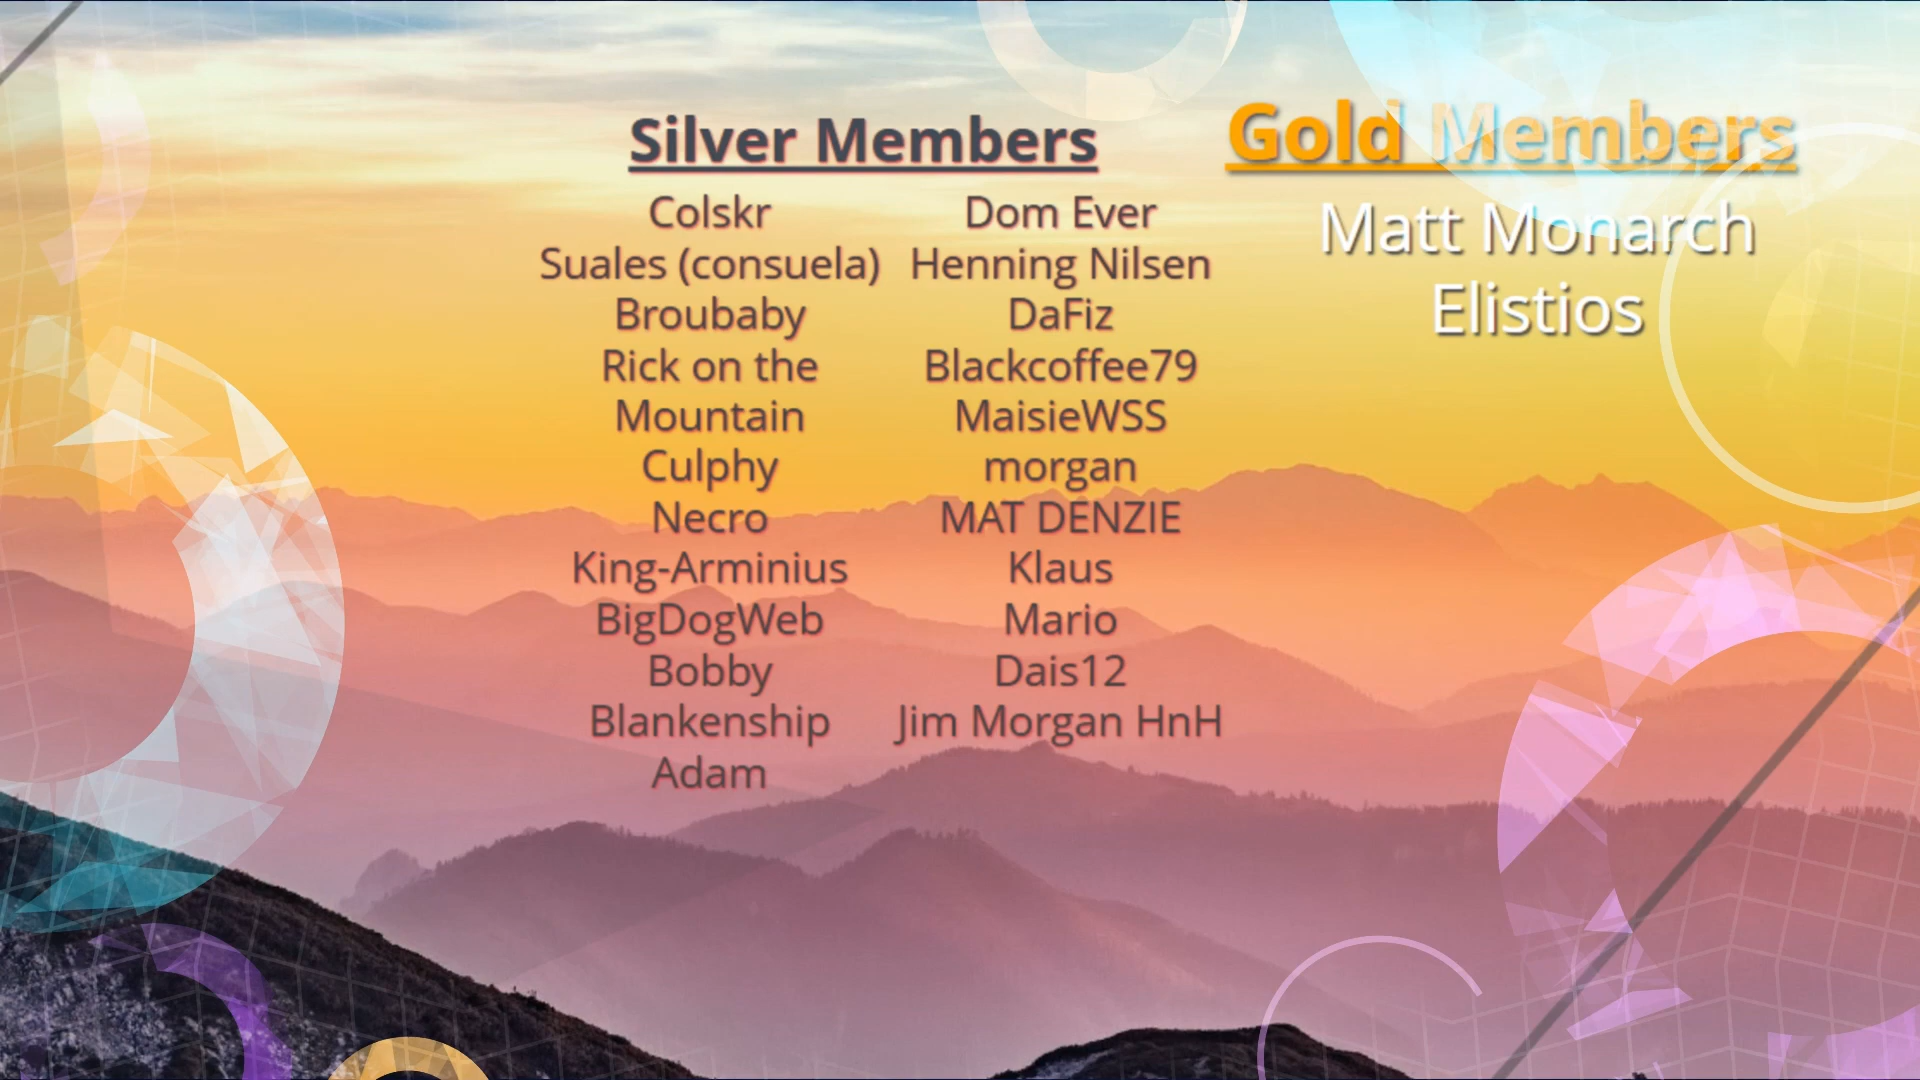 Silver Members
Colskr
Suales (consuela)
Broubaby
Rick on the
Mountain
Culphy
Necro
King-Arminius
BigDogWeb
Bobby
Blankenship
Adam
Dom Ever
Henning Nilsen
DaFiz
Blackcoffee79
MaisieWSS
morgan
MAT DENZIE
Klaus
Mario
Dais12
Jim Morgan HnH
Gold Members
Matt Monarch
Elistios